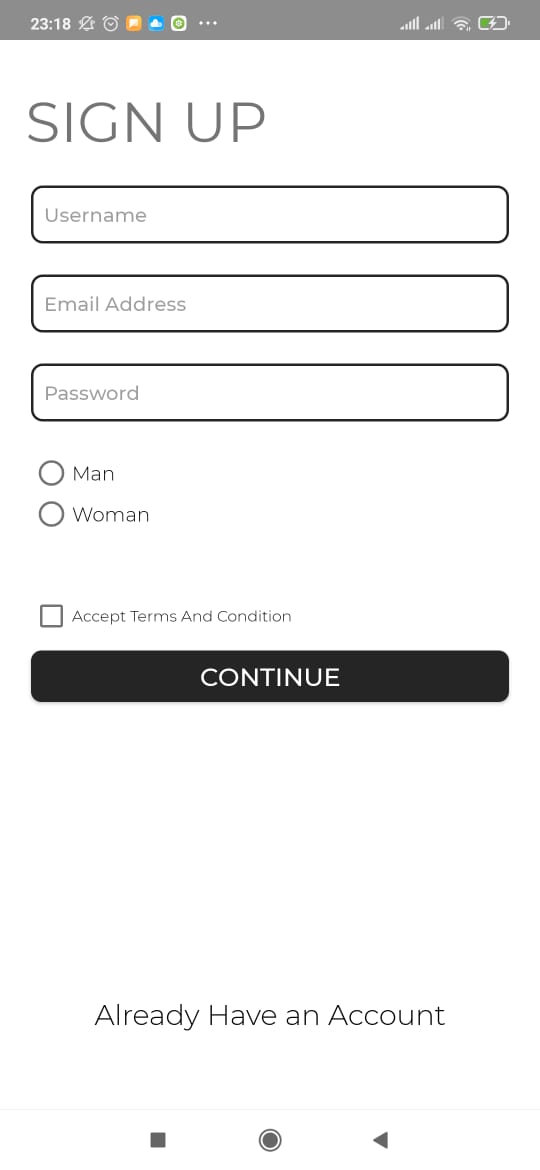 23:18
SIGN UP
Username
Email Address
Password
Man
Woman
Accept Terms And Condition
CONTINUE
Already Have an Account